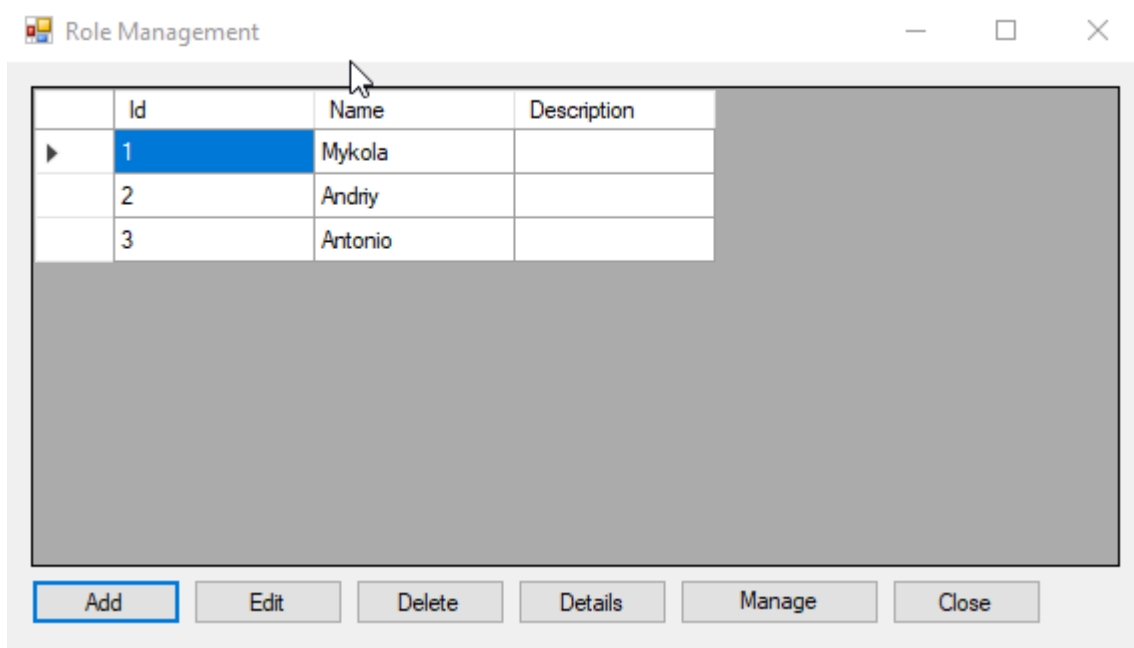 Role Management
Id Name Description
1 Mykola
2 Andriy
3 Antonio
Add Edit Delete Details Manage Close